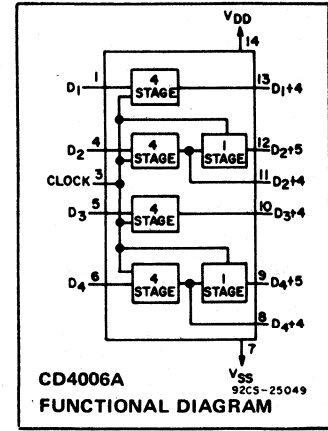 VDD
14
D1 1 4 STAGE 13 D1+4
D2 4 4 STAGE 1 STAGE 12 D2+5
CLOCK 3 11 D2+4
D3 5 4 STAGE 10 D3+4
D4 6 4 STAGE 1 STAGE 9 D4+5
8 D4+4
7
VSS
92CS-25049
CD4006A
FUNCTIONAL DIAGRAM